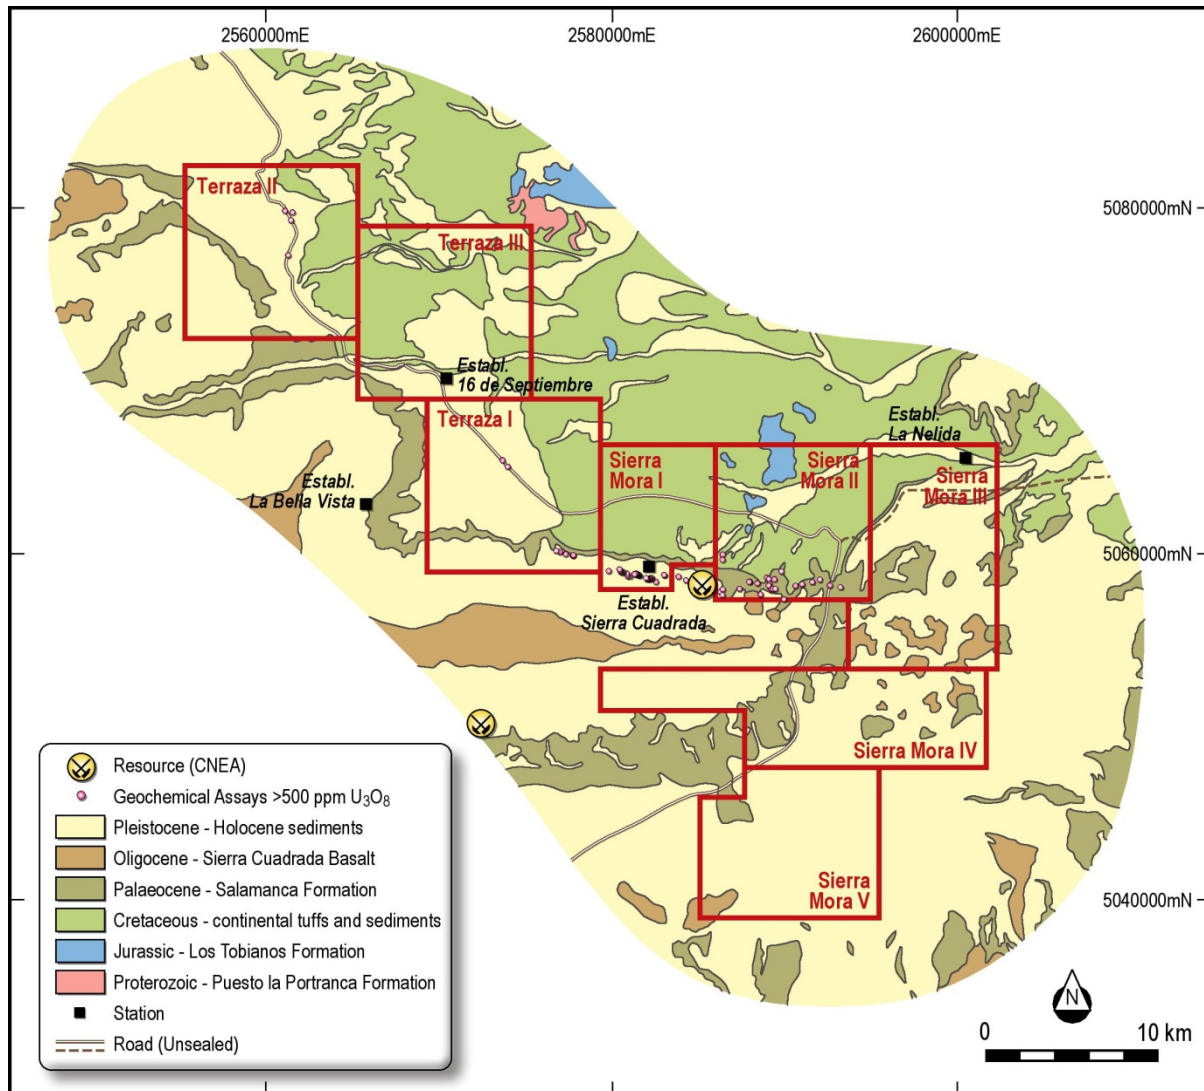 2560000mE
2580000mE
2600000mE
5080000mN
5060000mN
5040000mN
Terraza II
Terraza III
Establ.
16 de Septiembre
Terraza I
Establ.
La Nelida
Sierra
Mora I
Sierra
Mora II
Sierra
Mora III
Establ.
La Bella Vista
Establ.
Sierra Cuadrada
Sierra Mora IV
Sierra
Mora V
Resource (CNEA)
Geochemical Assays >500 ppm U₃O₈
Pleistocene - Holocene sediments
Oligocene - Sierra Cuadrada Basalt
Palaeocene - Salamanca Formation
Cretaceous - continental tuffs and sediments
Jurassic - Los Tobianos Formation
Proterozoic - Puesto la Portranca Formation
Station
Road (Unsealed)
N
0 10 km